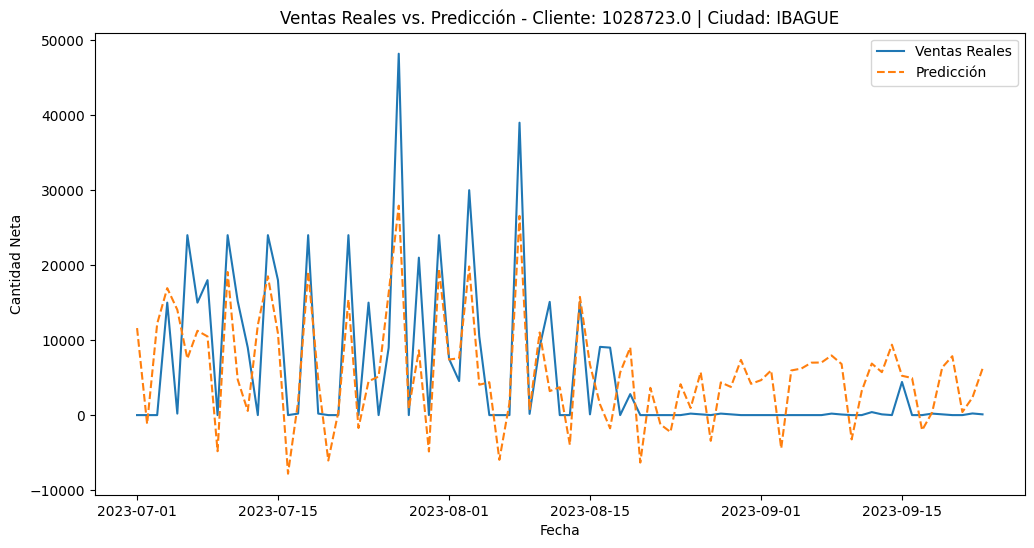 Ventas Reales vs. Predicción - Cliente: 1028723.0 | Ciudad: IBAGUE
Ventas Reales
Predicción
Cantidad Neta
50000
40000
30000
20000
10000
0
−10000
2023-07-01
2023-07-15
2023-08-01
2023-08-15
2023-09-01
2023-09-15
Fecha